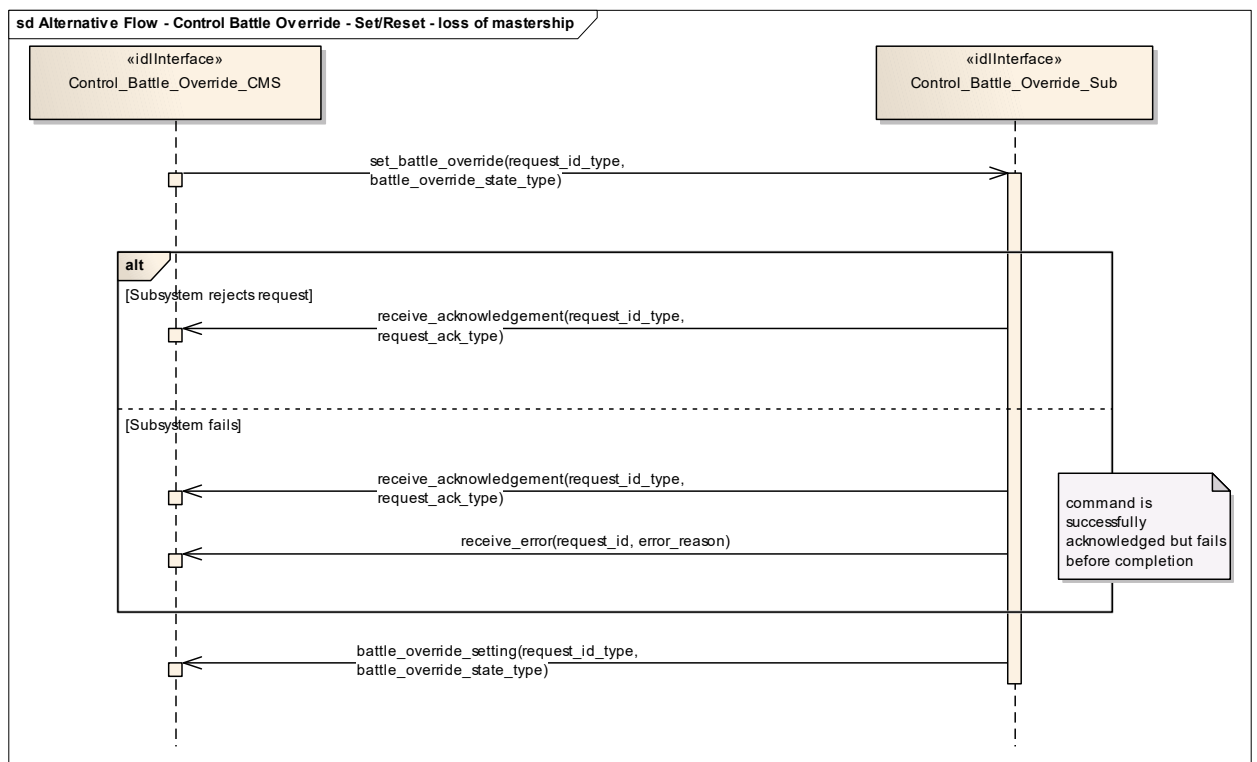 sd Alternative Flow - Control Battle Override - Set/Reset - loss of mastership
«idlInterface»
Control_Battle_Override_CMS
«idlInterface»
Control_Battle_Override_Sub
set_battle_override(request_id_type,
battle_override_state_type)
alt
[Subsystem rejects request]
receive_acknowledgement(request_id_type,
request_ack_type)
[Subsystem fails]
receive_acknowledgement(request_id_type,
request_ack_type)
command is
successfully
acknowledged but fails
before completion
receive_error(request_id, error_reason)
battle_override_setting(request_id_type,
battle_override_state_type)